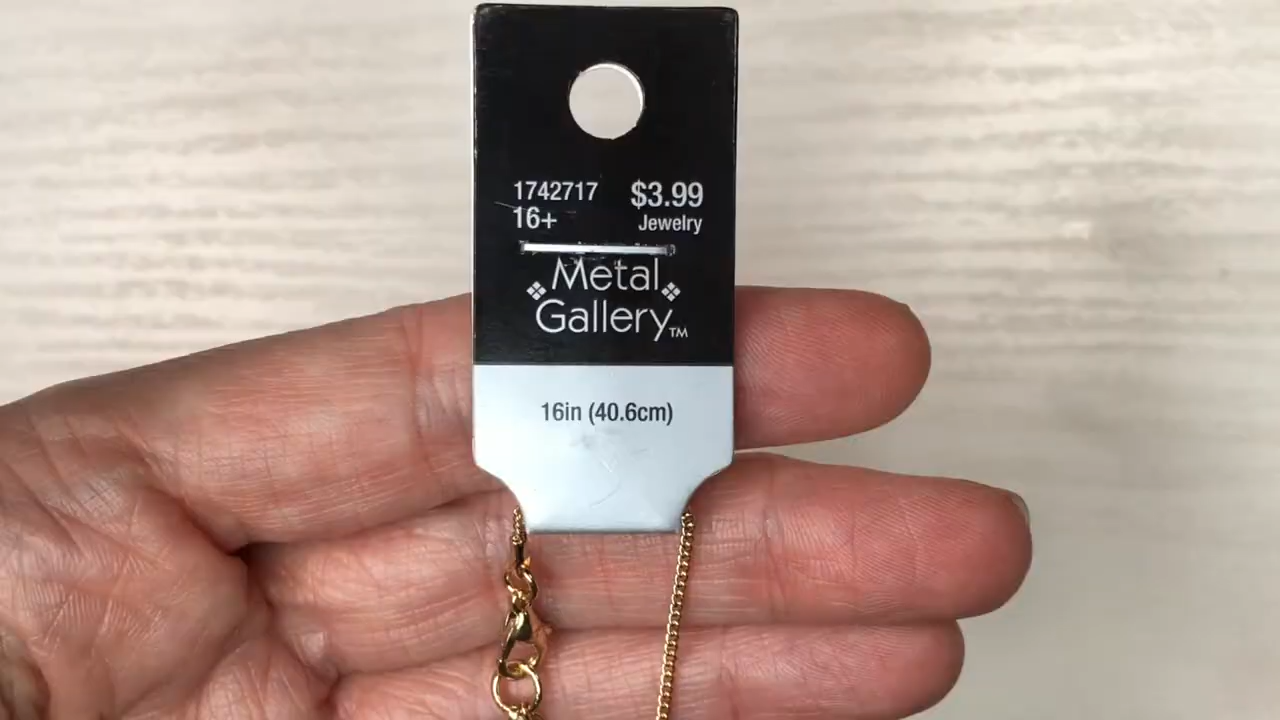 1742717 $3.99
16+ Jewelry
Metal
Gallery™
16in (40.6cm)